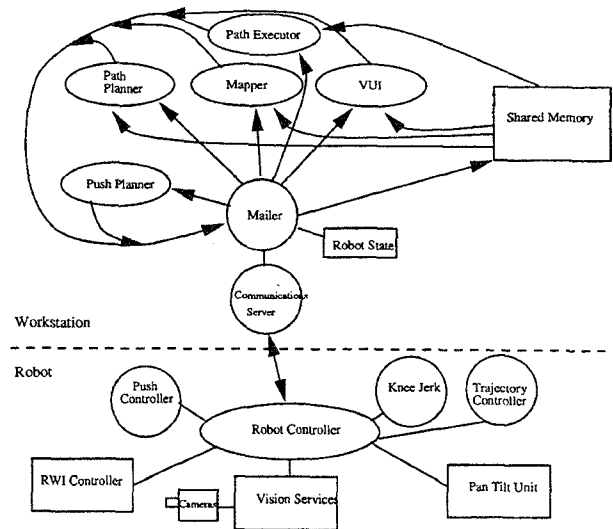 Path Executor
Path
Planner
Mapper
VUI
Shared Memory
Push Planner
Mailer
Robot State
Communications
Server
Workstation
Robot
Push
Controller
Knee Jerk
Trajectory
Controller
Robot Controller
RWI Controller
Cameras
Vision Services
Pan Tilt Unit